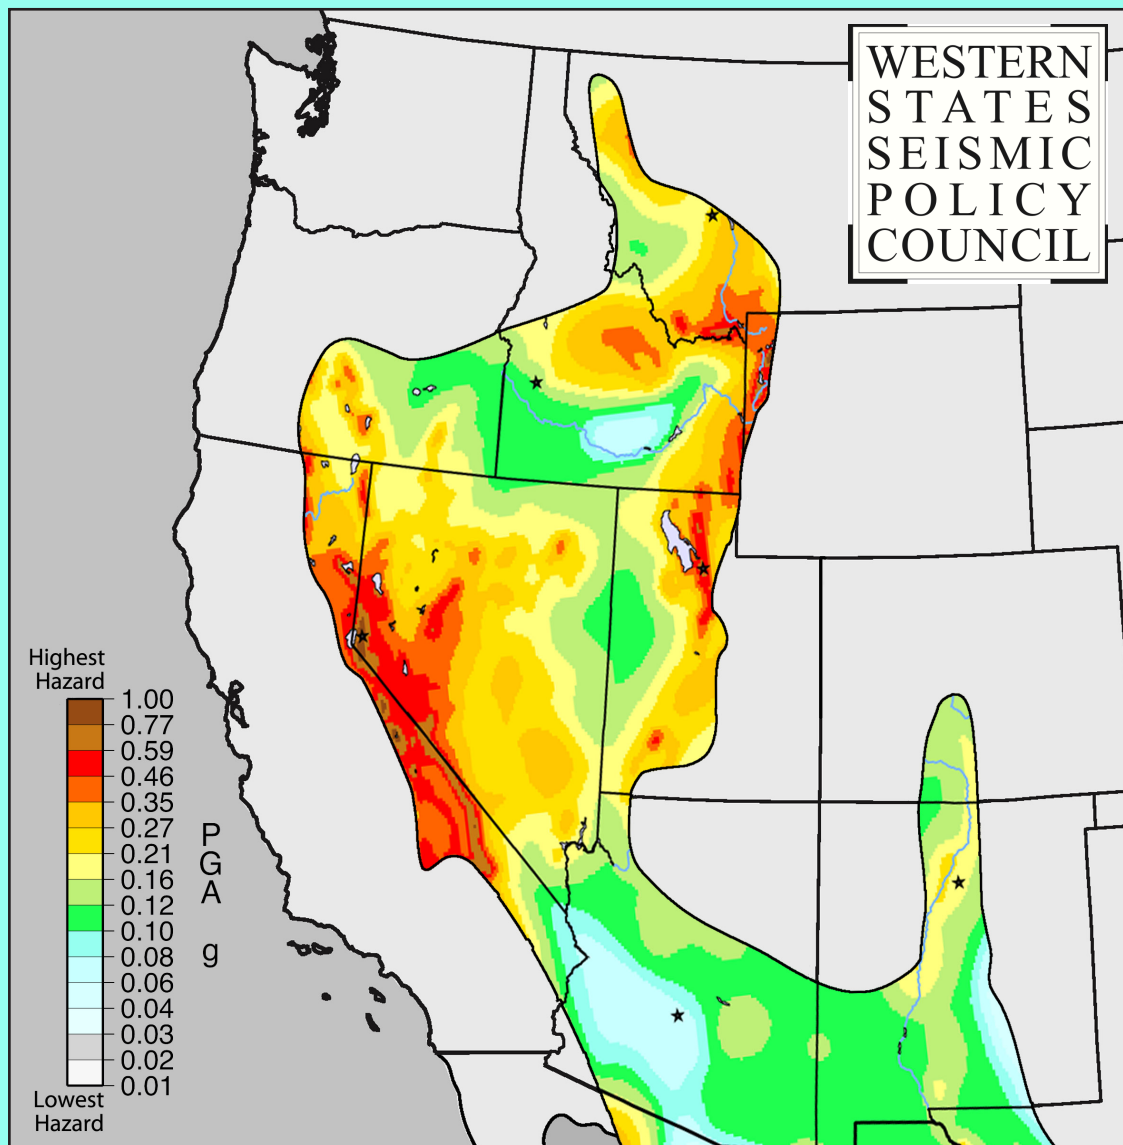 WESTERN
STATES
SEISMIC
POLICY
COUNCIL
Highest
Hazard
1.00
0.77
0.59
0.46
0.35
0.27
0.21
0.16
0.12
0.10
0.08
0.06
0.04
0.03
0.02
0.01
P
G
A
g
Lowest
Hazard